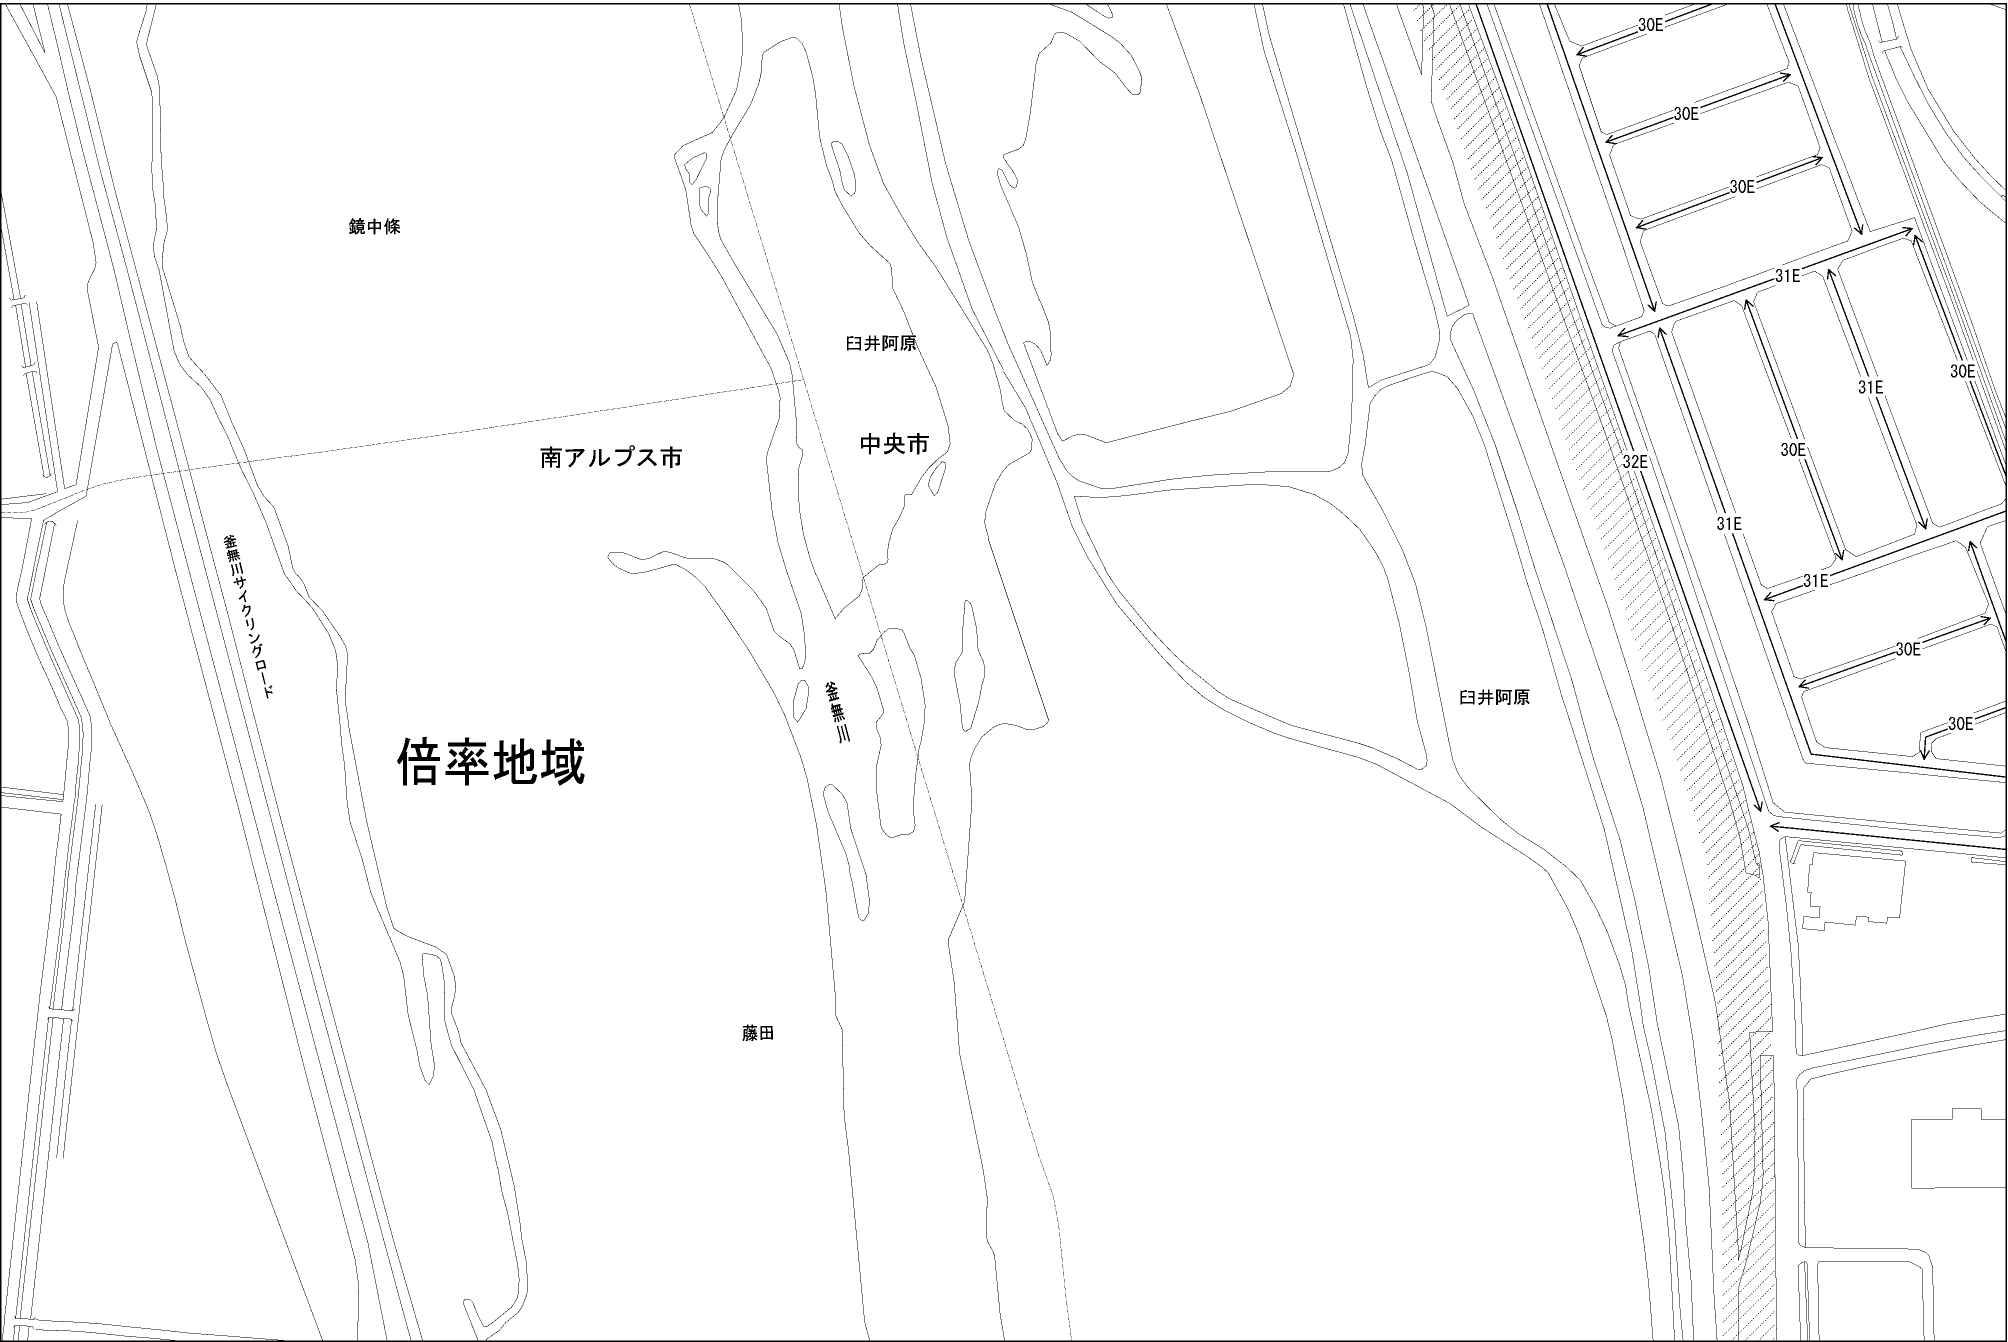 30E
30E
30E
鏡中條
31E
臼井阿原
30E
31E
中央市
30E
南アルプス市
32E
31E
釜無川サイクリングロード
31E
30E
臼井阿原
釜無川
30E
倍率地域
藤田